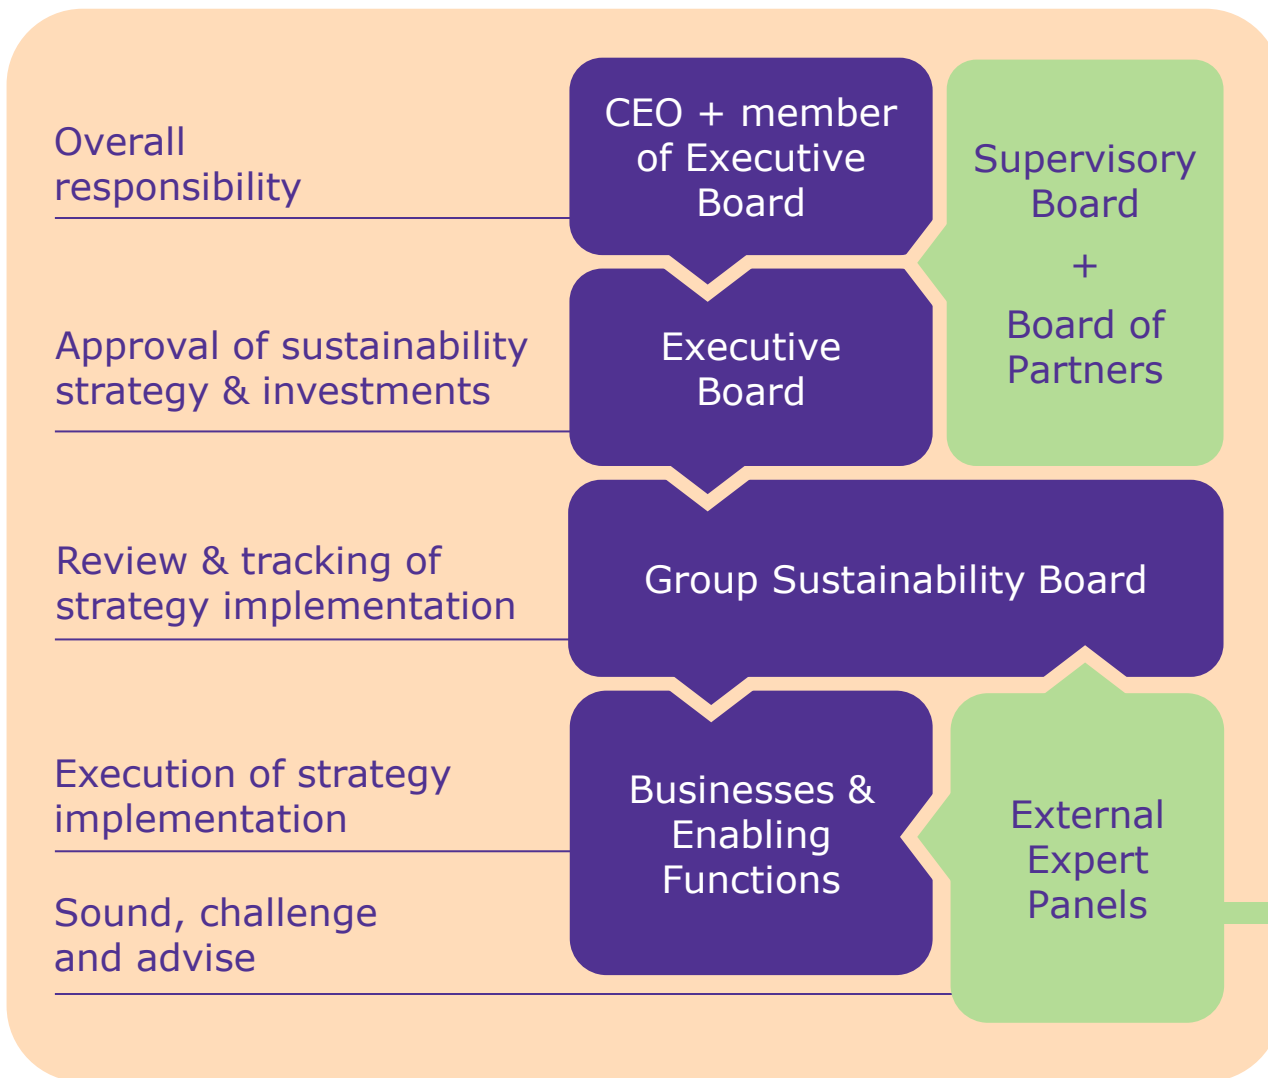 Overall
responsibility
CEO + member
of Executive
Board
Supervisory
Board
+
Board of
Partners
Approval of sustainability
strategy & investments
Executive
Board
Review & tracking of
strategy implementation
Group Sustainability Board
Execution of strategy
implementation
Businesses &
Enabling
Functions
External
Expert
Panels
Sound, challenge
and advise